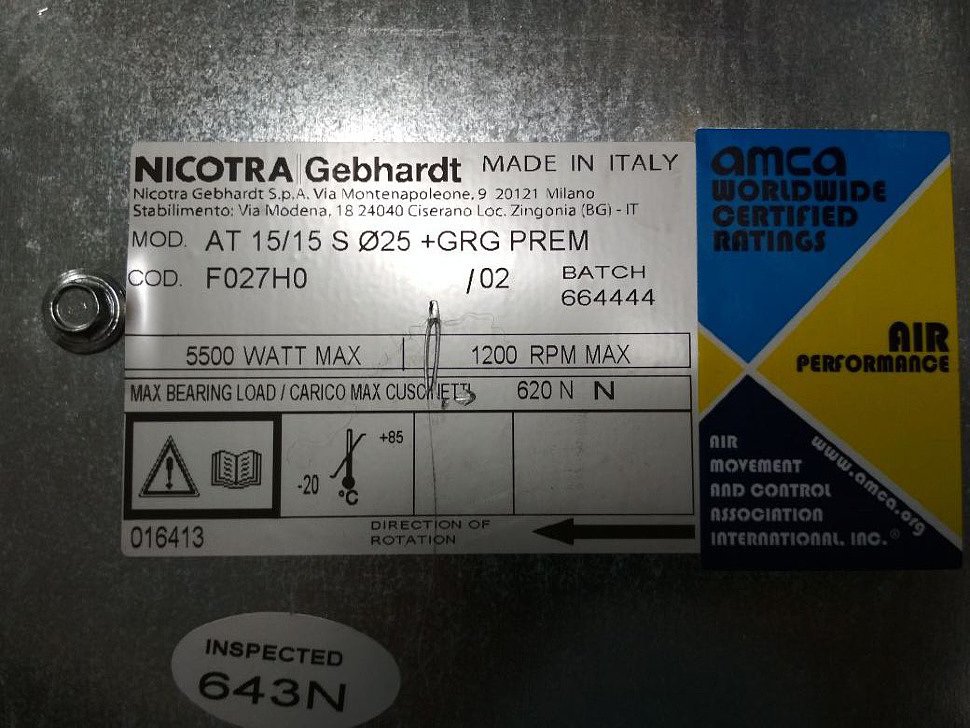 NICOTRA Gebhardt MADE IN ITALY
Nicotra Gebhardt S.p.A. Via Montenapoleone, 9 20121 Milano
Stabilimento: Via Modena, 18 24040 Ciserano Loc. Zingonia (BG) - IT
MOD. AT 15/15 S Ø25 +GRG PREM
COD. F027H0 /02 BATCH
664444
5500 WATT MAX 1200 RPM MAX
MAX BEARING LOAD / CARICO MAX CUSCINETTI 620 N N
+85
-20
°C
016413
DIRECTION OF
ROTATION
amca
WORLDWIDE
CERTIFIED
RATINGS
AIR
PERFORMANCE
AIR
MOVEMENT
AND CONTROL
ASSOCIATION
INTERNATIONAL, INC.®
www.amca.org
INSPECTED
643N